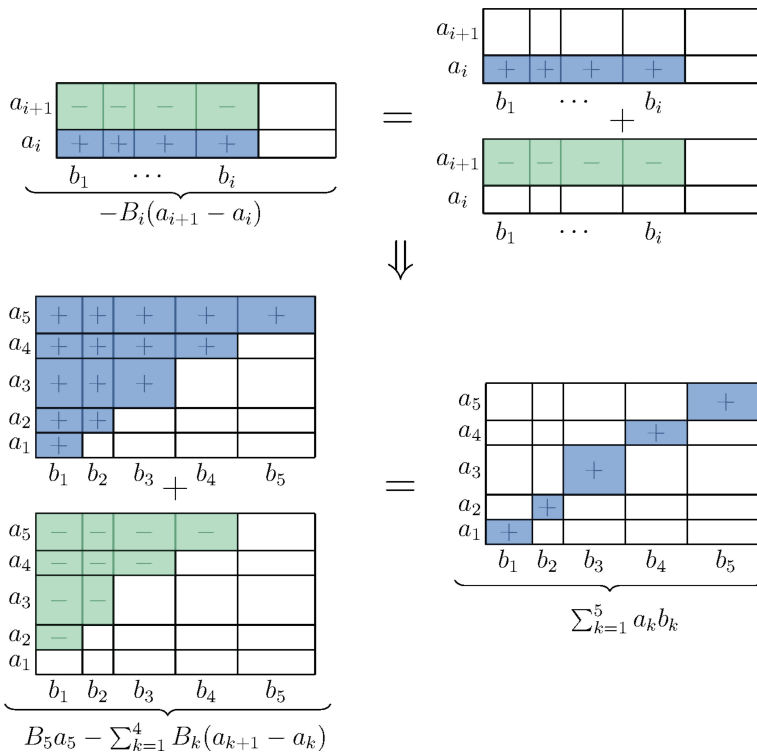 a_{i+1} − − − −
a_i + + + +
b_1 ⋯ b_i
−B_i(a_{i+1} − a_i)
=
a_{i+1}
a_i + + + +
b_1 ⋯ b_i
+
a_{i+1} − − − −
a_i
b_1 ⋯ b_i
⇓
a_5 + + + + +
a_4 + + + +
a_3 + + +
a_2 + +
a_1 +
b_1 b_2 b_3 b_4 b_5
+
a_5 − − − −
a_4 − − −
a_3 − −
a_2 −
a_1
b_1 b_2 b_3 b_4 b_5
B_5a_5 − ∑_{k=1}^{4} B_k(a_{k+1} − a_k)
=
a_5 +
a_4 +
a_3 +
a_2 +
a_1 +
b_1 b_2 b_3 b_4 b_5
∑_{k=1}^{5} a_kb_k